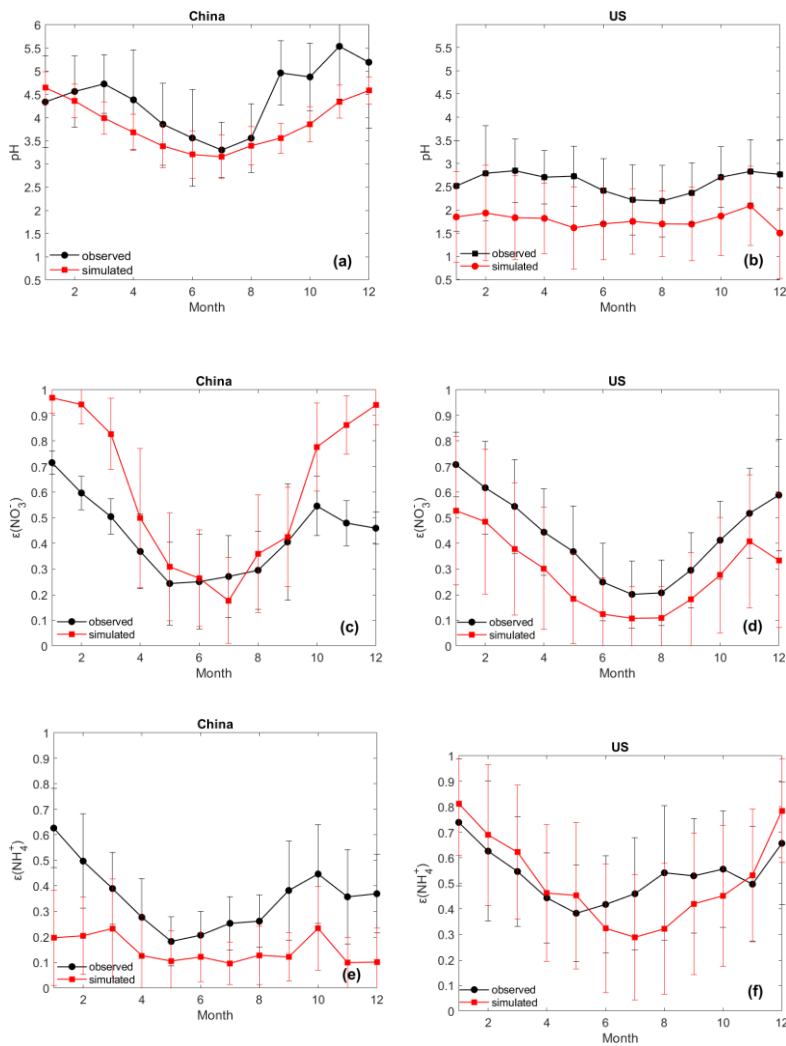 China
6
5.5
5
4.5
4
3.5
3
2.5
2
1.5
1
0.5
pH
observed
simulated
(a)
2 4 6 8 10 12
Month
US
6
5.5
5
4.5
4
3.5
3
2.5
2
1.5
1
0.5
pH
observed
simulated
(b)
2 4 6 8 10 12
Month
China
1
0.9
0.8
0.7
0.6
0.5
0.4
0.3
0.2
0.1
0
ε(NO₃⁻)
observed
simulated
(c)
2 4 6 8 10 12
Month
US
1
0.9
0.8
0.7
0.6
0.5
0.4
0.3
0.2
0.1
0
ε(NO₃⁻)
observed
simulated
(d)
2 4 6 8 10 12
Month
China
1
0.9
0.8
0.7
0.6
0.5
0.4
0.3
0.2
0.1
0
ε(NH₄⁺)
observed
simulated
(e)
2 4 6 8 10 12
Month
US
1
0.9
0.8
0.7
0.6
0.5
0.4
0.3
0.2
0.1
0
ε(NH₄⁺)
observed
simulated
(f)
2 4 6 8 10 12
Month